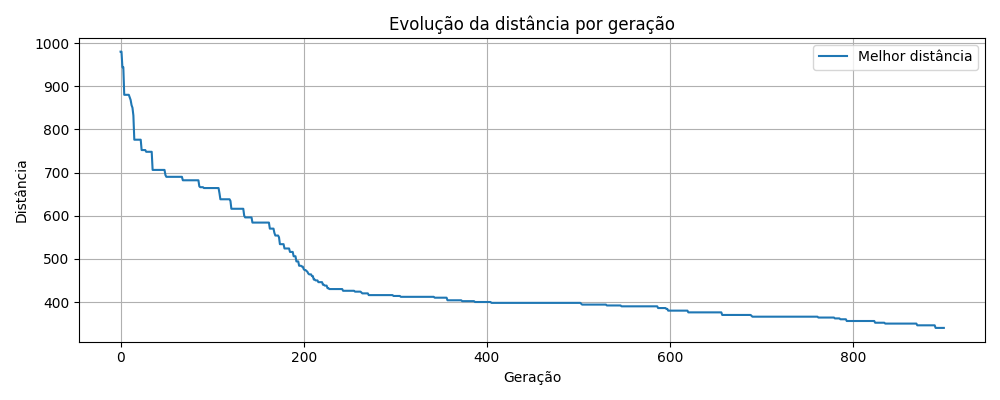 Evolução da distância por geração
Melhor distância
Distância
1000
900
800
700
600
500
400
0 200 400 600 800
Geração